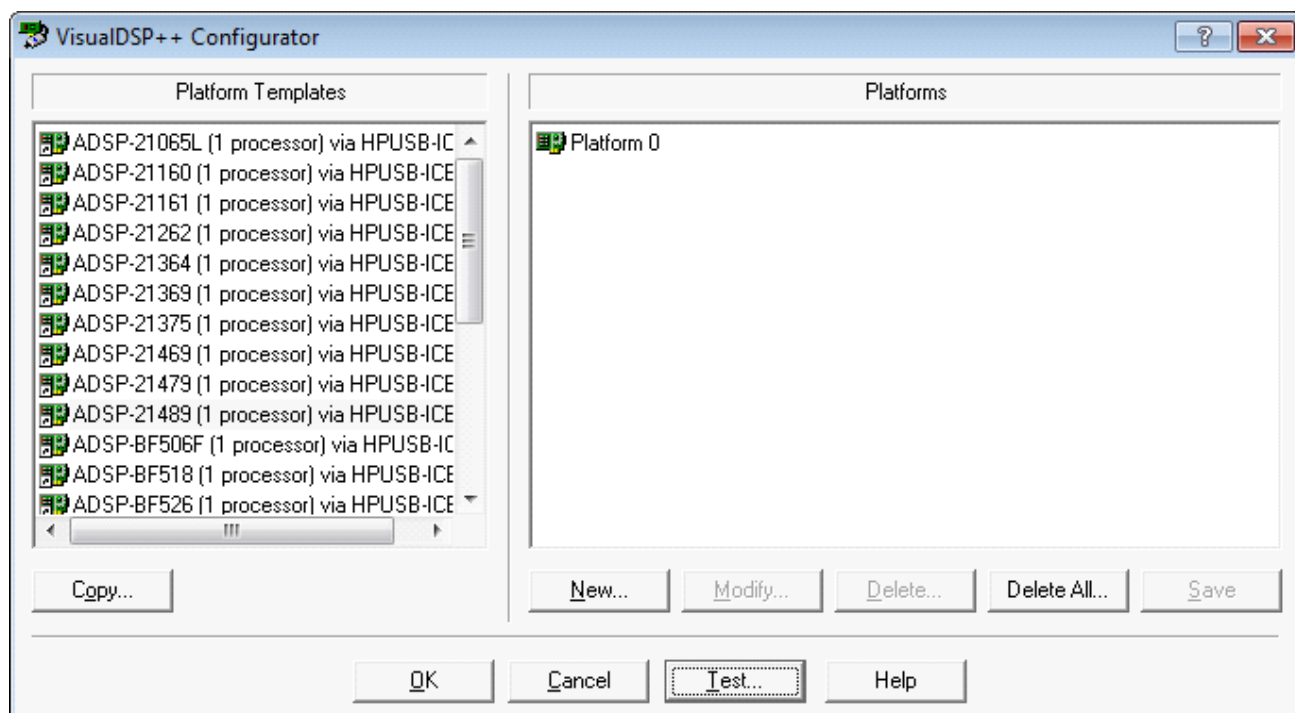 VisualDSP++ Configurator
Platform Templates
ADSP-21065L (1 processor) via HPUSB-IC
ADSP-21160 (1 processor) via HPUSB-ICE
ADSP-21161 (1 processor) via HPUSB-ICE
ADSP-21262 (1 processor) via HPUSB-ICE
ADSP-21364 (1 processor) via HPUSB-ICE
ADSP-21369 (1 processor) via HPUSB-ICE
ADSP-21375 (1 processor) via HPUSB-ICE
ADSP-21469 (1 processor) via HPUSB-ICE
ADSP-21479 (1 processor) via HPUSB-ICE
ADSP-21489 (1 processor) via HPUSB-ICE
ADSP-BF506F (1 processor) via HPUSB-IC
ADSP-BF518 (1 processor) via HPUSB-ICE
ADSP-BF526 (1 processor) via HPUSB-ICE
Copy...
Platforms
Platform 0
New... Modify... Delete... Delete All... Save
OK Cancel Test... Help